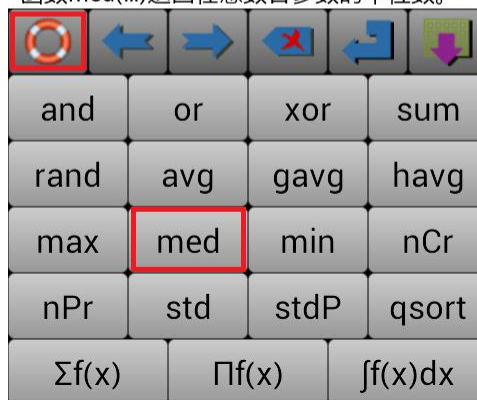 and or xor sum
rand avg gavg havg
max med min nCr
nPr std stdP qsort
Σf(x) Πf(x) ∫f(x)dx